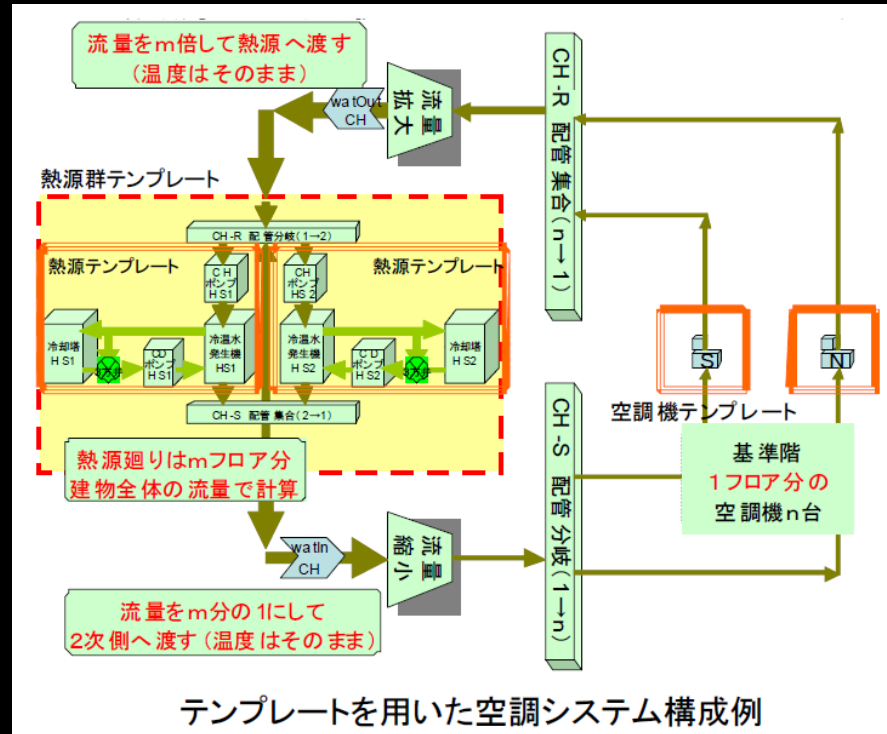 流量をm倍して熱源へ渡す
(温度はそのまま)
watOut
CH
流量
拡大
CH-R 配管集合(n→1)
熱源群テンプレート
CH-R 配管分岐(1→2)
熱源テンプレート
熱源テンプレート
CH
ポンプ
HS1
CH
ポンプ
HS2
冷却塔
HS1
CD
ポンプ
HS1
冷温水
発生機
HS1
冷温水
発生機
HS2
CD
ポンプ
HS2
冷却塔
HS2
CH-S 配管集合(2→1)
S
N
空調機テンプレート
基準階
1フロア分の
空調機n台
熱源廻りはmフロア分
建物全体の流量で計算
watIn
CH
流量
縮小
CH-S 配管分岐(1→n)
流量をm分の1にして
2次側へ渡す(温度はそのまま)
テンプレートを用いた空調システム構成例